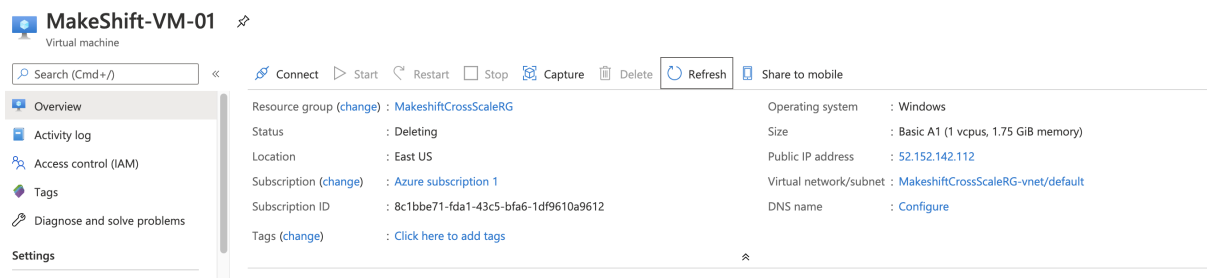 MakeShift-VM-01
Virtual machine
Search (Cmd+/)
«
Connect Start Restart Stop Capture Delete Refresh Share to mobile
Overview
Activity log
Access control (IAM)
Tags
Diagnose and solve problems
Settings
Resource group (change) : MakeshiftCrossScaleRG
Status : Deleting
Location : East US
Subscription (change) : Azure subscription 1
Subscription ID : 8c1bbe71-fda1-43c5-bfa6-1df9610a9612
Tags (change) : Click here to add tags
Operating system : Windows
Size : Basic A1 (1 vcpus, 1.75 GiB memory)
Public IP address : 52.152.142.112
Virtual network/subnet : MakeshiftCrossScaleRG-vnet/default
DNS name : Configure